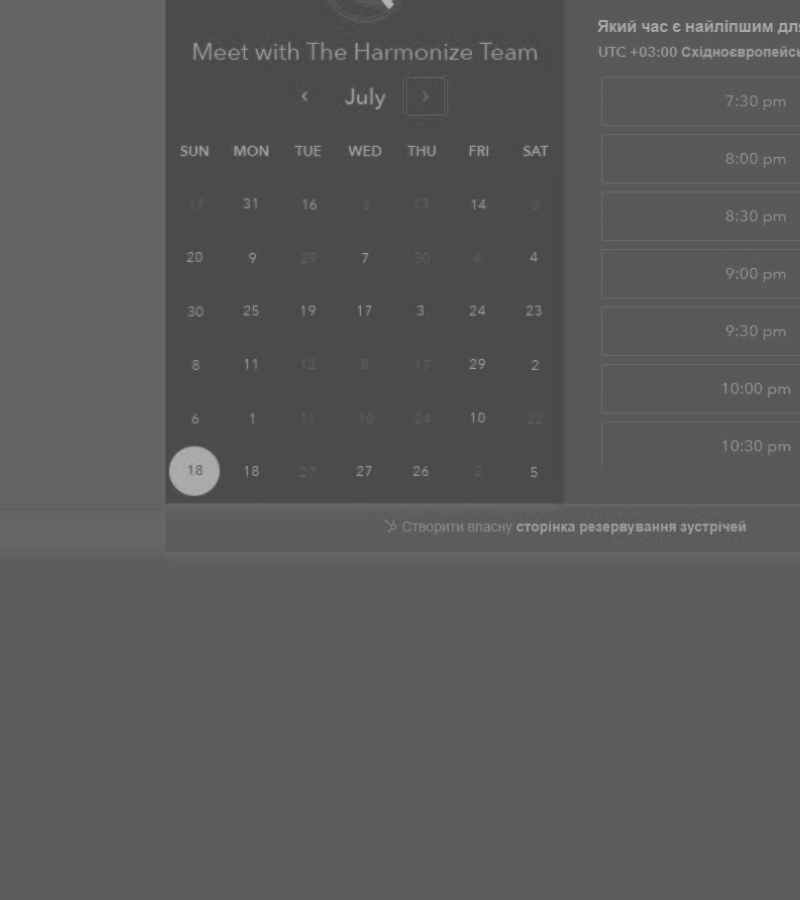 Meet with The Harmonize Team
July
SUN MON TUE WED THU FRI SAT
17 31 16 3 13 14 3
20 9 29 7 30 4 4
30 25 19 17 3 24 23
8 11 12 8 17 29 2
6 1 11 10 24 10 22
18 18 27 27 26 2 5
Який час є найліпшим
UTC +03:00
7:30 pm
8:00 pm
8:30 pm
9:00 pm
9:30 pm
10:00 pm
10:30 pm
Створити власну сторінка резервування зустрічей